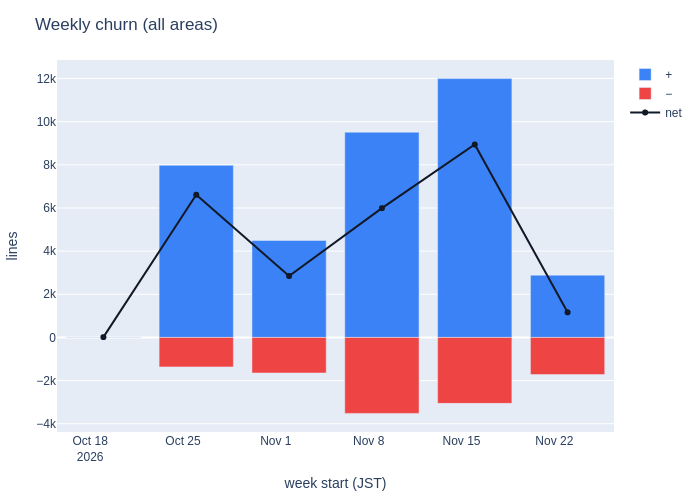 Weekly churn (all areas)
12k
10k
8k
6k
4k
2k
0
−2k
−4k
lines
Oct 18
2026
Oct 25
Nov 1
Nov 8
Nov 15
Nov 22
week start (JST)
+
−
net